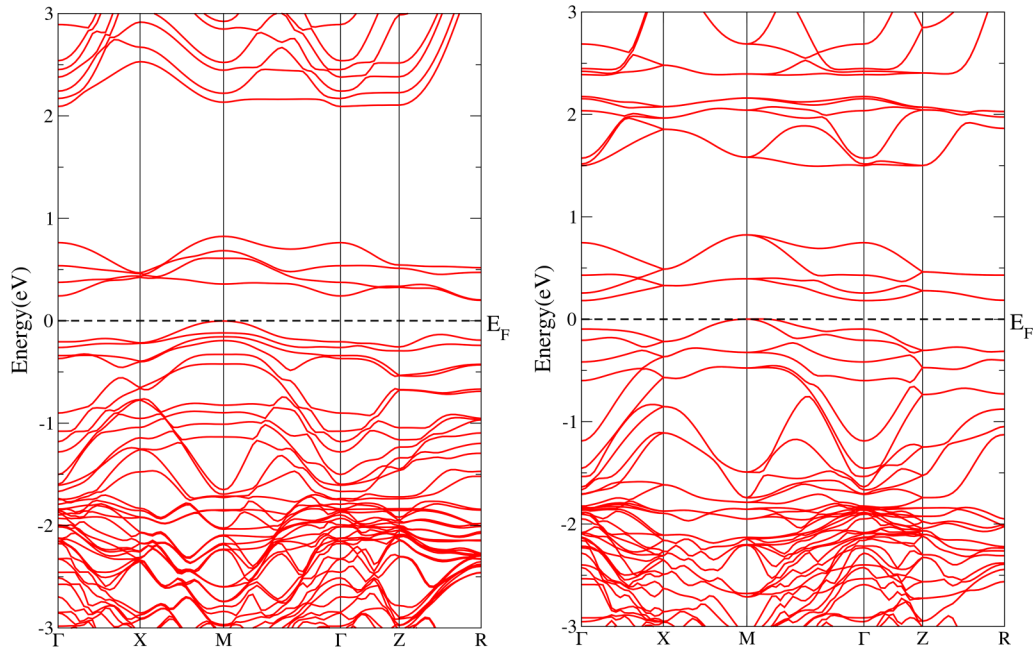 3
2
1
0
-1
-2
-3
Energy(eV)
E_F
Γ X M Γ Z R
3
2
1
0
-1
-2
-3
Energy(eV)
E_F
Γ X M Γ Z R